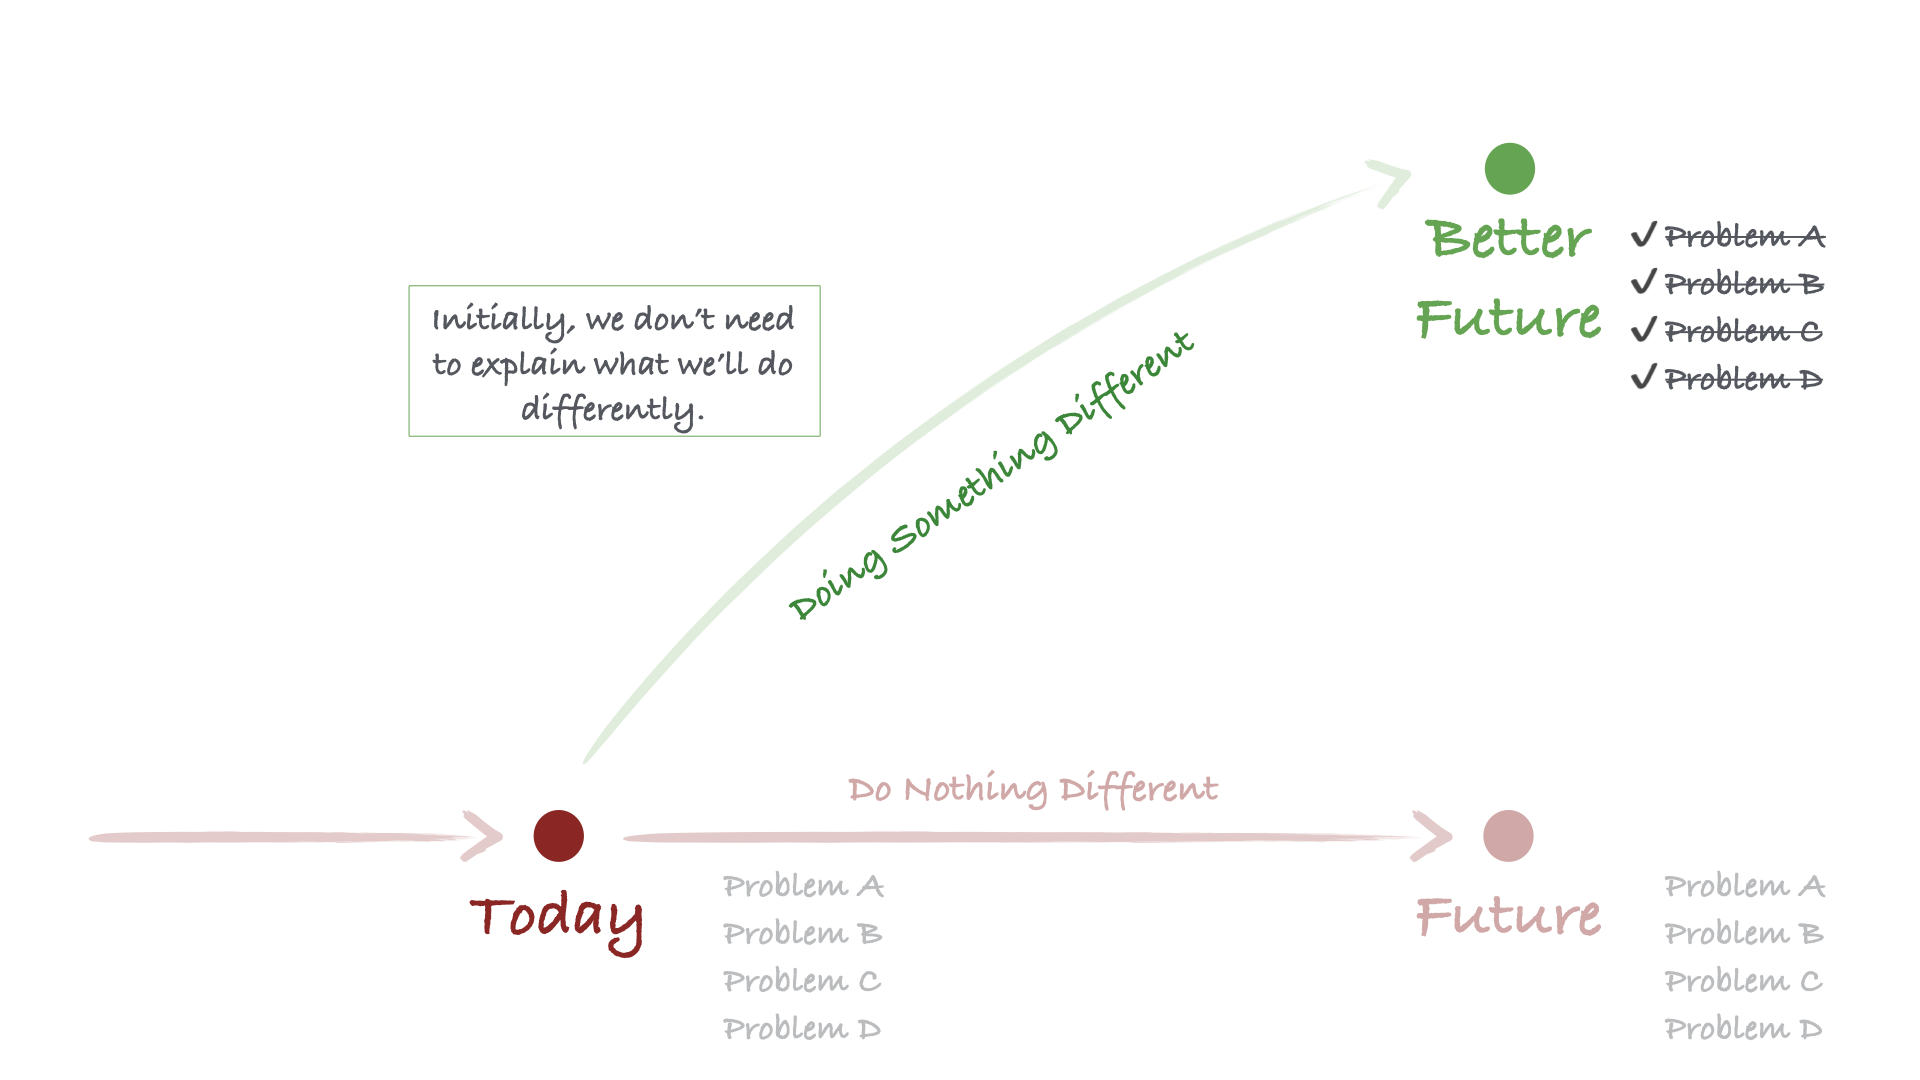 Better
Future
✓ Problem A
✓ Problem B
✓ Problem C
✓ Problem D
Initially, we don't need
to explain what we'll do
differently.
Doing Something Different
Do Nothing Different
Today
Problem A
Problem B
Problem C
Problem D
Future
Problem A
Problem B
Problem C
Problem D